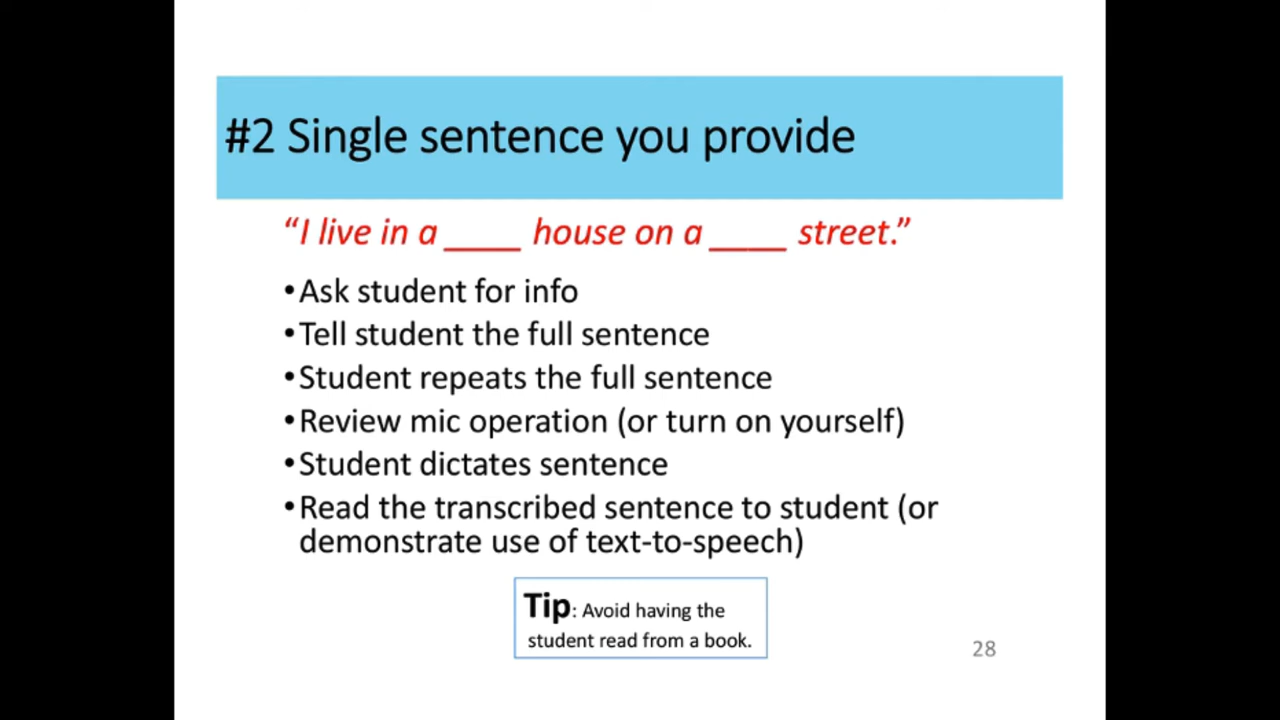 #2 Single sentence you provide
“I live in a ____ house on a ____ street.”
•Ask student for info
•Tell student the full sentence
•Student repeats the full sentence
•Review mic operation (or turn on yourself)
•Student dictates sentence
•Read the transcribed sentence to student (or
demonstrate use of text-to-speech)
Tip: Avoid having the
student read from a book.
28